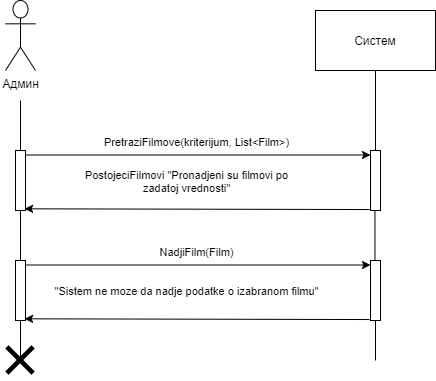 Систем
Админ
PretraziFilmove(kriterijum, List<Film>)
PostojeciFilmovi "Pronadjeni su filmovi po
zadatoj vrednosti"
NadjiFilm(Film)
"Sistem ne moze da nadje podatke o izabranom filmu"